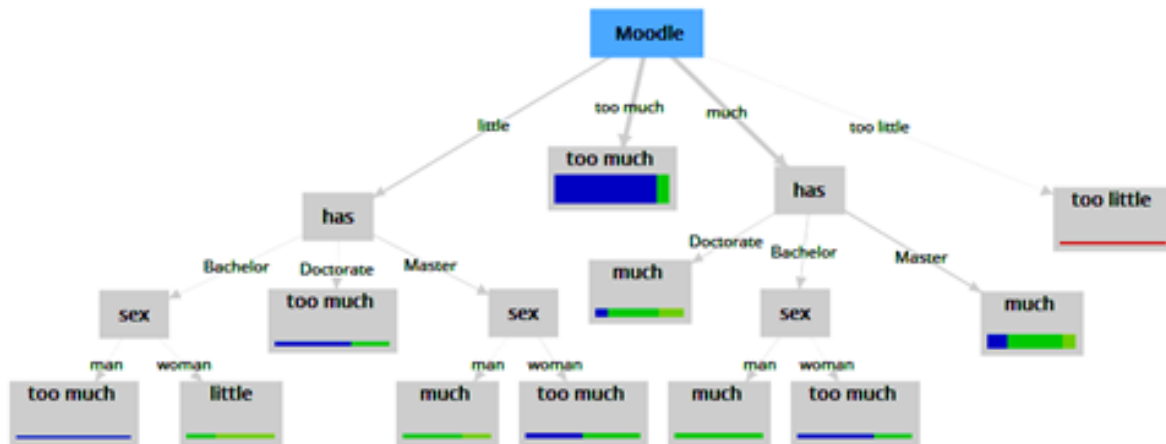 Moodle
little
too much
much
too little
too much
has
has
too little
Bachelor
Doctorate
Master
Doctorate
Bachelor
Master
sex
too much
sex
much
sex
much
man
woman
man
woman
man
woman
too much
little
much
too much
much
too much